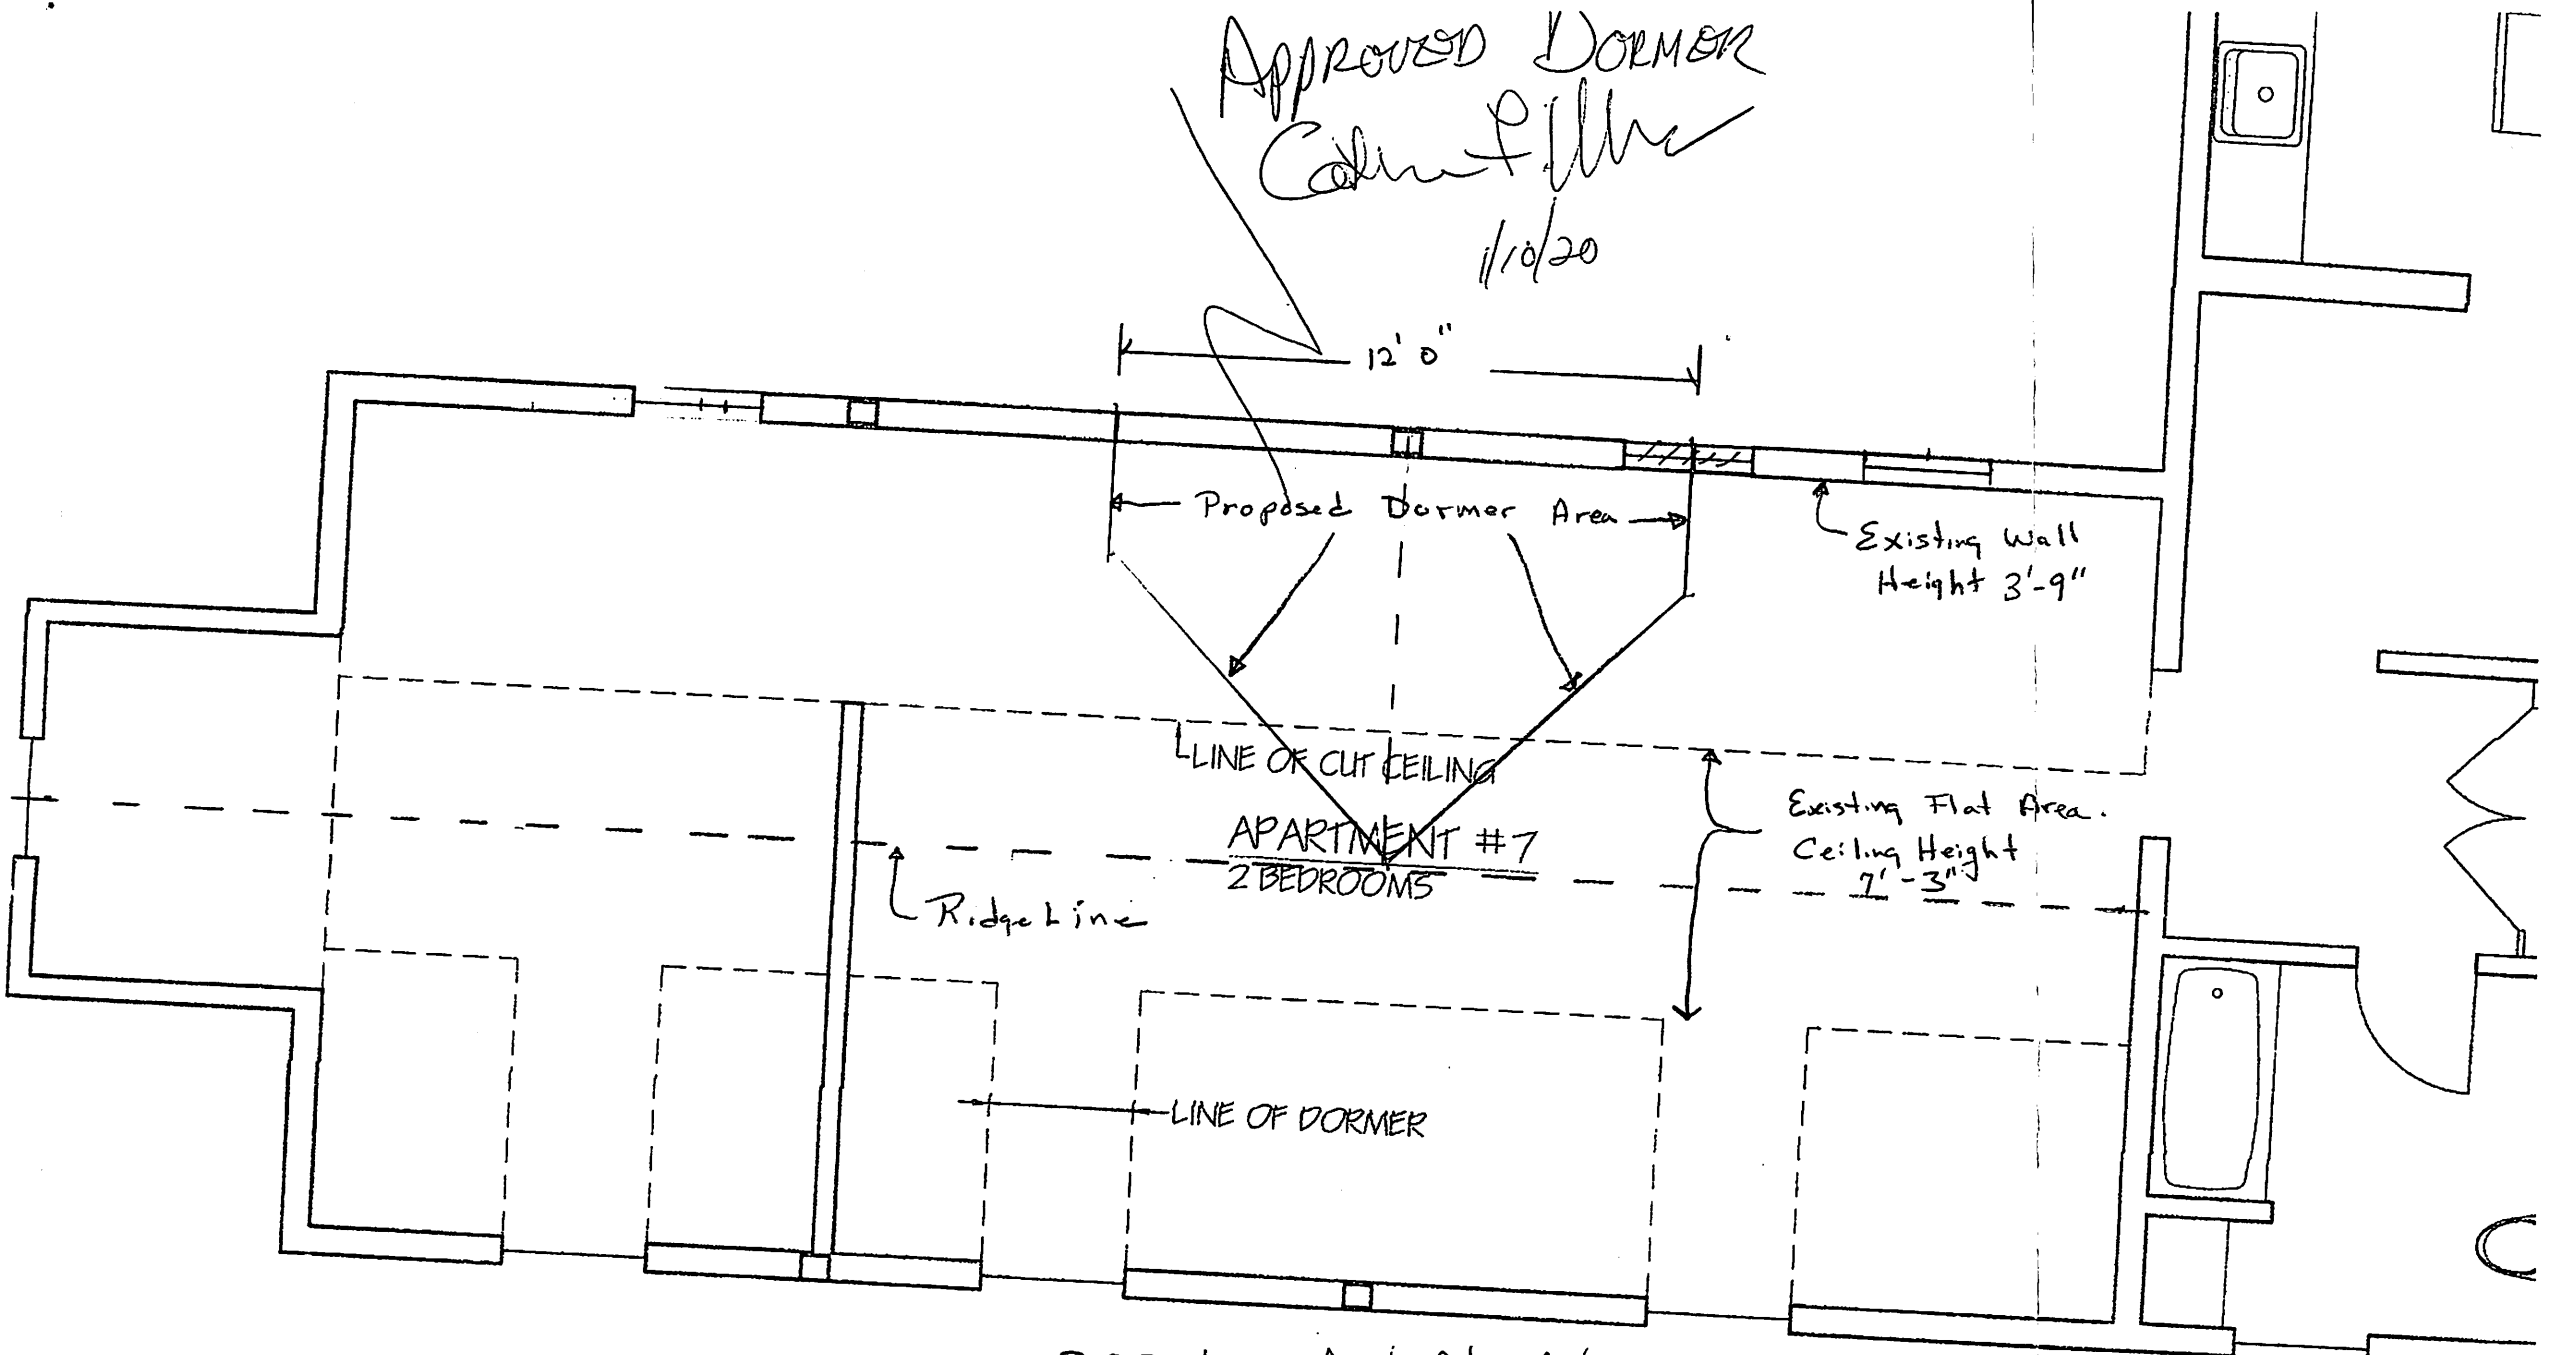 APPROVED DORMER
1/10/20
12' 0"
Proposed Dormer Area
Existing Wall
Height 3'-9"
LINE OF CUT CEILING
APARTMENT #7
2 BEDROOMS
Existing Flat Area.
Ceiling Height
7'-3"
Ridge Line
LINE OF DORMER